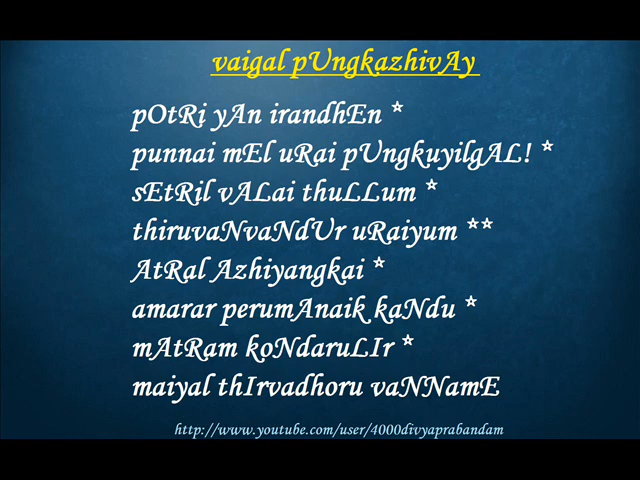 vaigal pUngkazhivAy
pOtRi yAn irandhEn *
punnai mEl uRai pUngkuyilgAL! *
sEtRil vALai thuLLum *
thiruvaNvaNdUr uRaiyum **
AtRal Azhiyangkai *
amarar perumAnaik kaNdu *
mAtRam koNdaruLIr *
maiyal thIrvadhoru vaNNamE
http://www.youtube.com/user/4000divyaprabandam